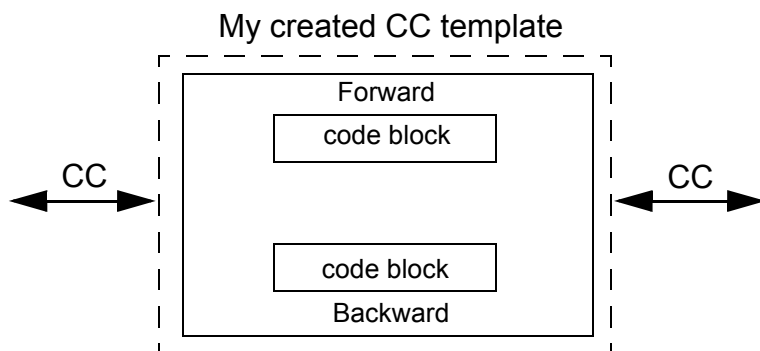 My created CC template
Forward
code block
CC
CC
code block
Backward